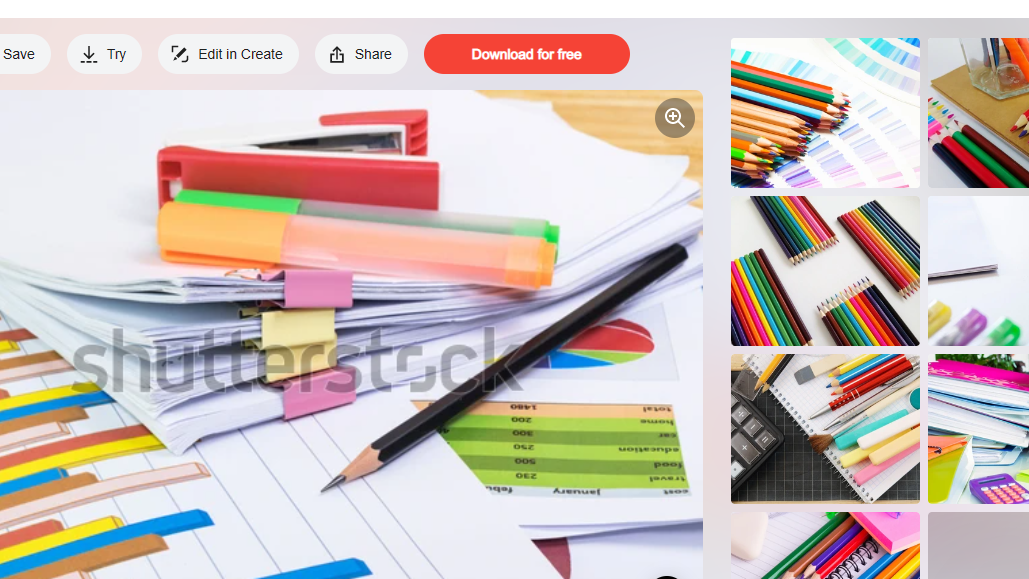 Save
Try
Edit in Create
Share
Download for free
shutterstock
total 1480
home 200
car 300
education 250
food 500
travel 230
cost january febr